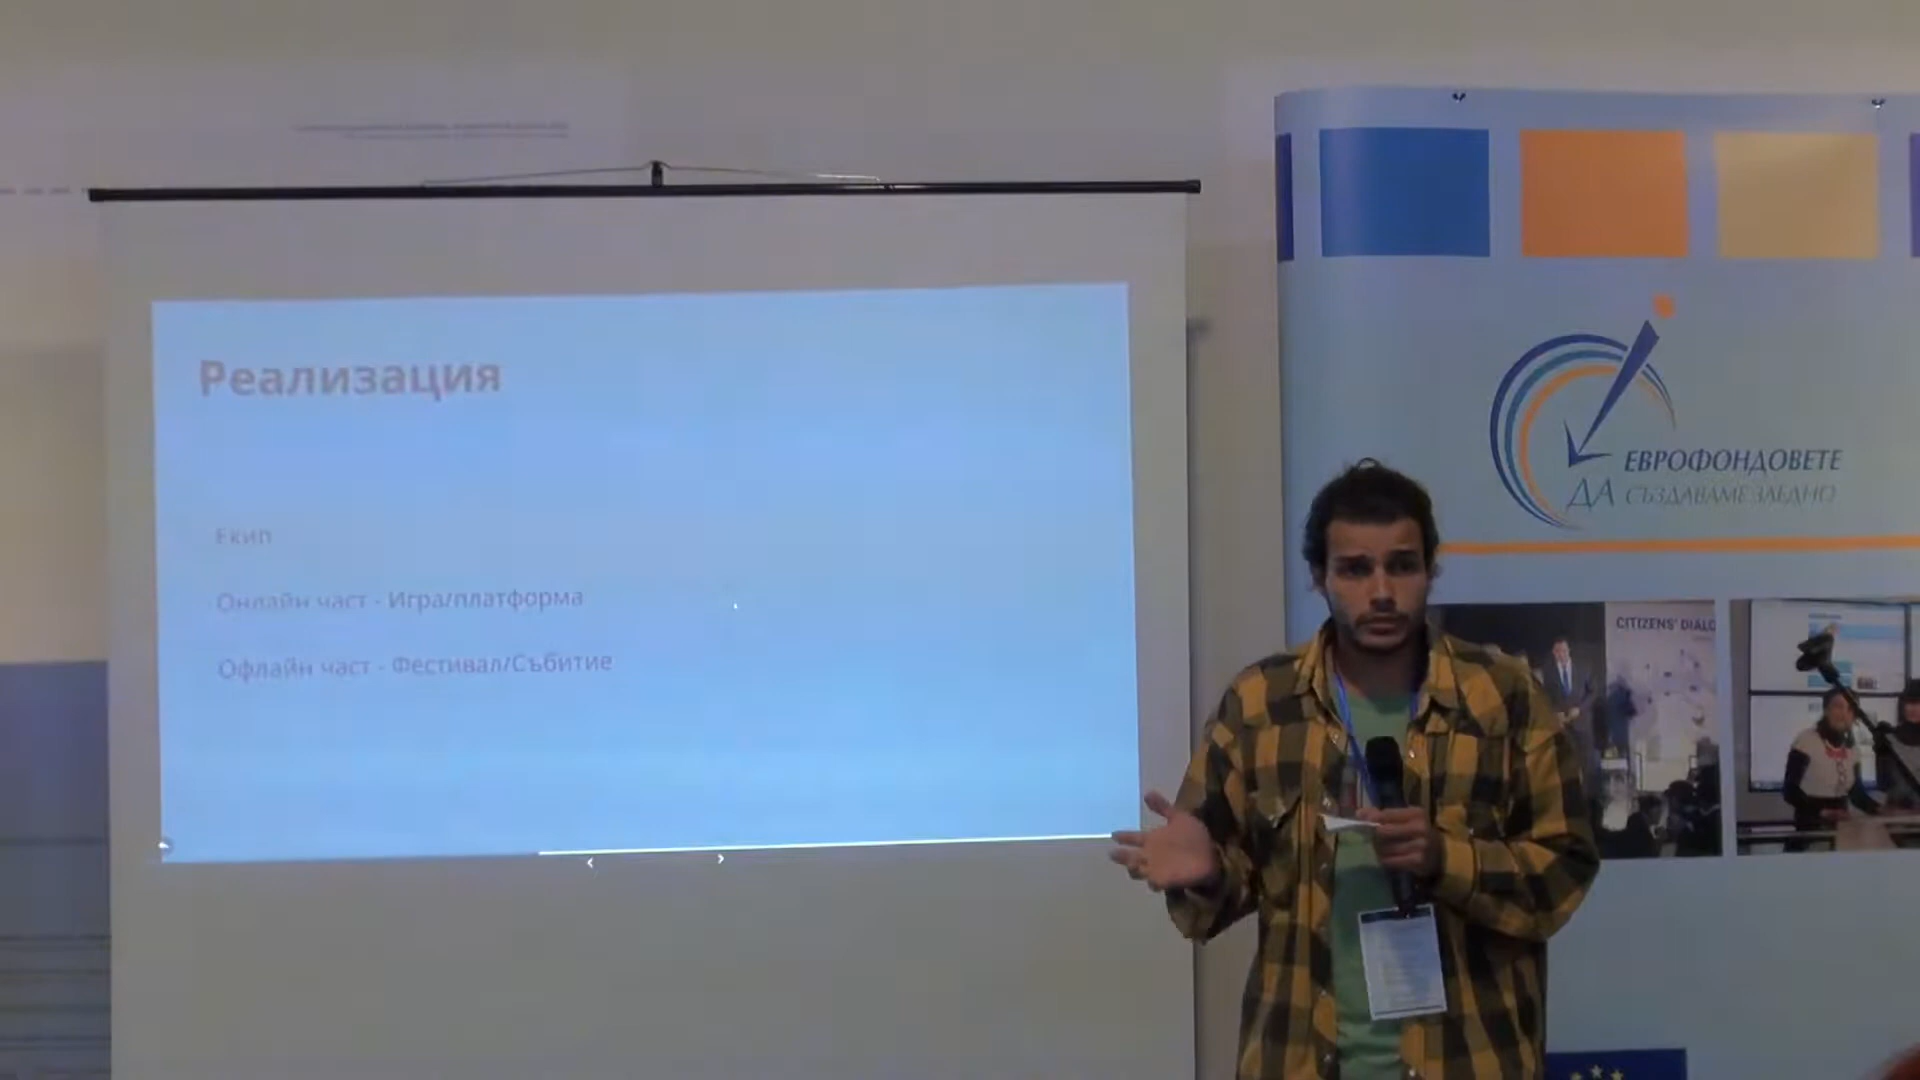 Реализация
Екип
Онлайн част - Игра/платформа
Офлайн част - Фестивал/Събитие
ЕВРОФОНДОВЕТЕ
ДА СЪЗДАВАМЕ ЗАЕДНО
CITIZENS' DIALO